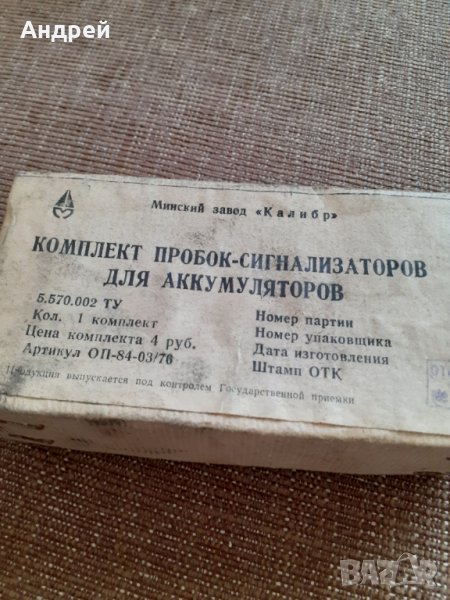 Андрей
Минский завод «Калибр»
КОМПЛЕКТ ПРОБОК-СИГНАЛИЗАТОРОВ
ДЛЯ АККУМУЛЯТОРОВ
5.570.002 ТУ
Кол. 1 комплект
Цена комплекта 4 руб.
Артикул ОП-84-03/76
Номер партии
Номер упаковщика
Дата изготовления
Штамп ОТК
Продукция выпускается под контролем Государственной приемки
BAZAR